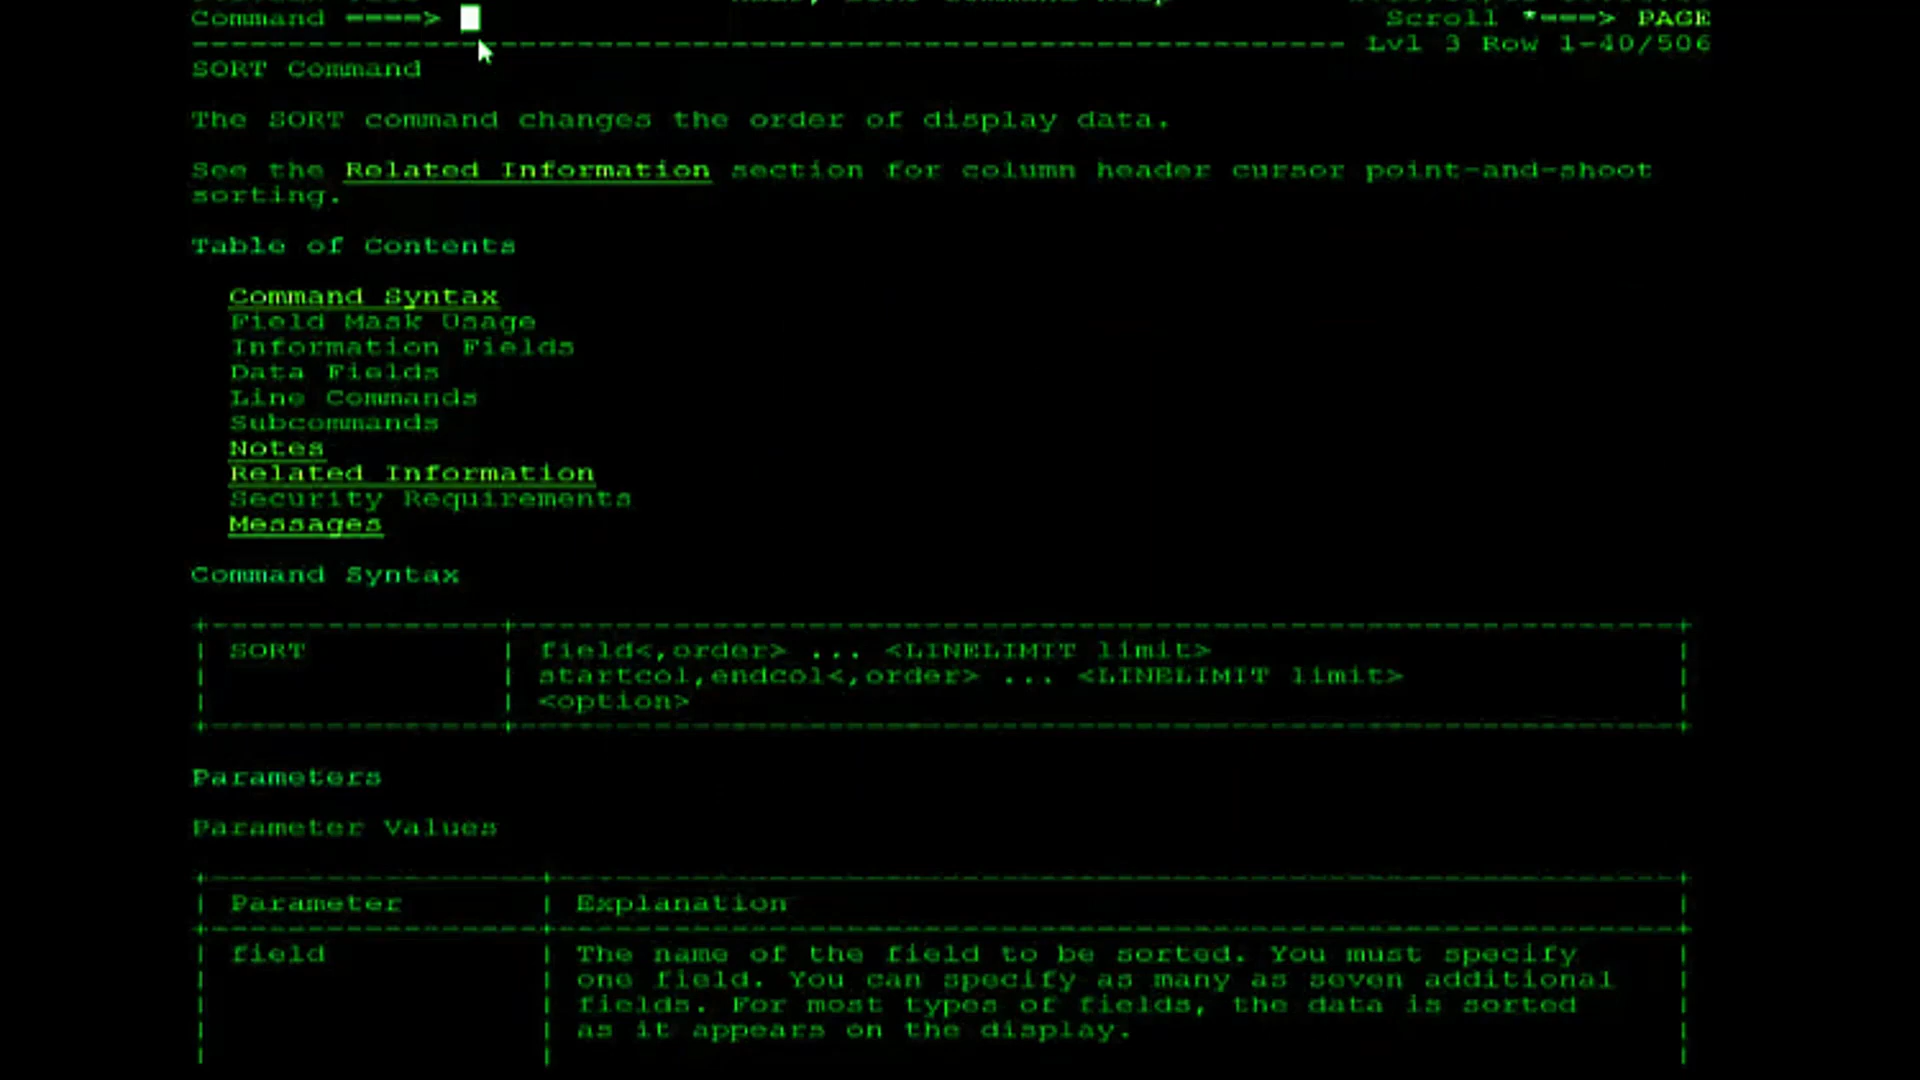 Command ====>
Scroll *===> PAGE
------------------------------------------------------------ Lvl 3 Row 1-40/506
SORT Command
The SORT command changes the order of display data.
See the Related Information section for column header cursor point-and-shoot
sorting.
Table of Contents
Command Syntax
Field Mask Usage
Information Fields
Data Fields
Line Commands
Subcommands
Notes
Related Information
Security Requirements
Messages
Command Syntax
+---------------+-------------------------------------------------------------+
| SORT | field<,order> ... <LINELIMIT limit> |
| | startcol,endcol<,order> ... <LINELIMIT limit> |
| | <option> |
+---------------+-------------------------------------------------------------+
Parameters
Parameter Values
+-----------------+-----------------------------------------------------------+
| Parameter | Explanation |
+-----------------+-----------------------------------------------------------+
| field | The name of the field to be sorted. You must specify |
| | one field. You can specify as many as seven additional |
| | fields. For most types of fields, the data is sorted |
| | as it appears on the display. |